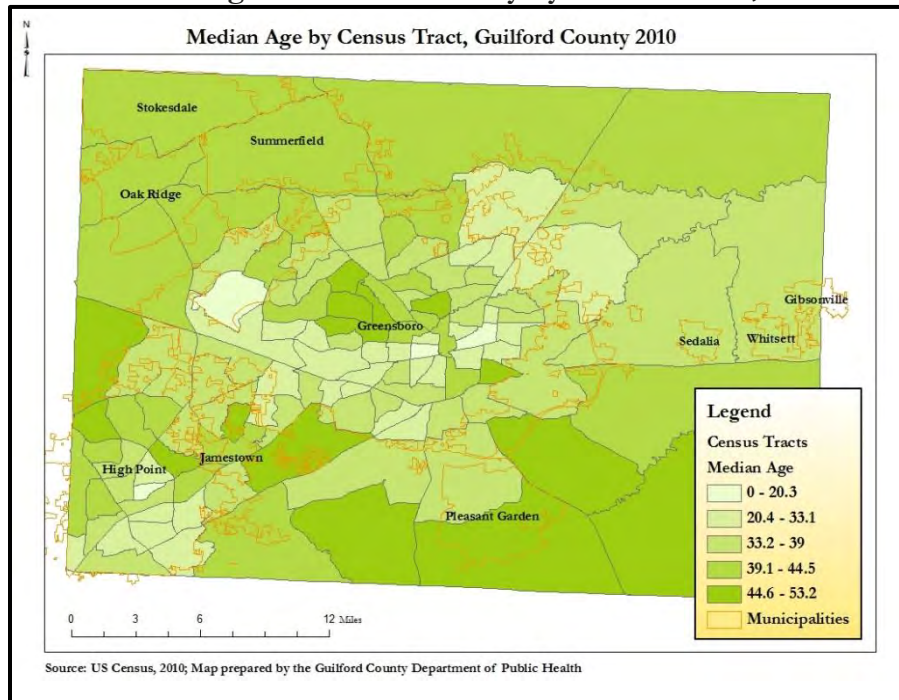 N
Median Age by Census Tract, Guilford County 2010
Stokesdale
Summerfield
Oak Ridge
Gibsonville
Greensboro
Sedalia
Whitsett
High Point
Jamestown
Pleasant Garden
Legend
Census Tracts
Median Age
0 - 20.3
20.4 - 33.1
33.2 - 39
39.1 - 44.5
44.6 - 53.2
Municipalities
0 3 6 12 Miles
Source: US Census, 2010; Map prepared by the Guilford County Department of Public Health